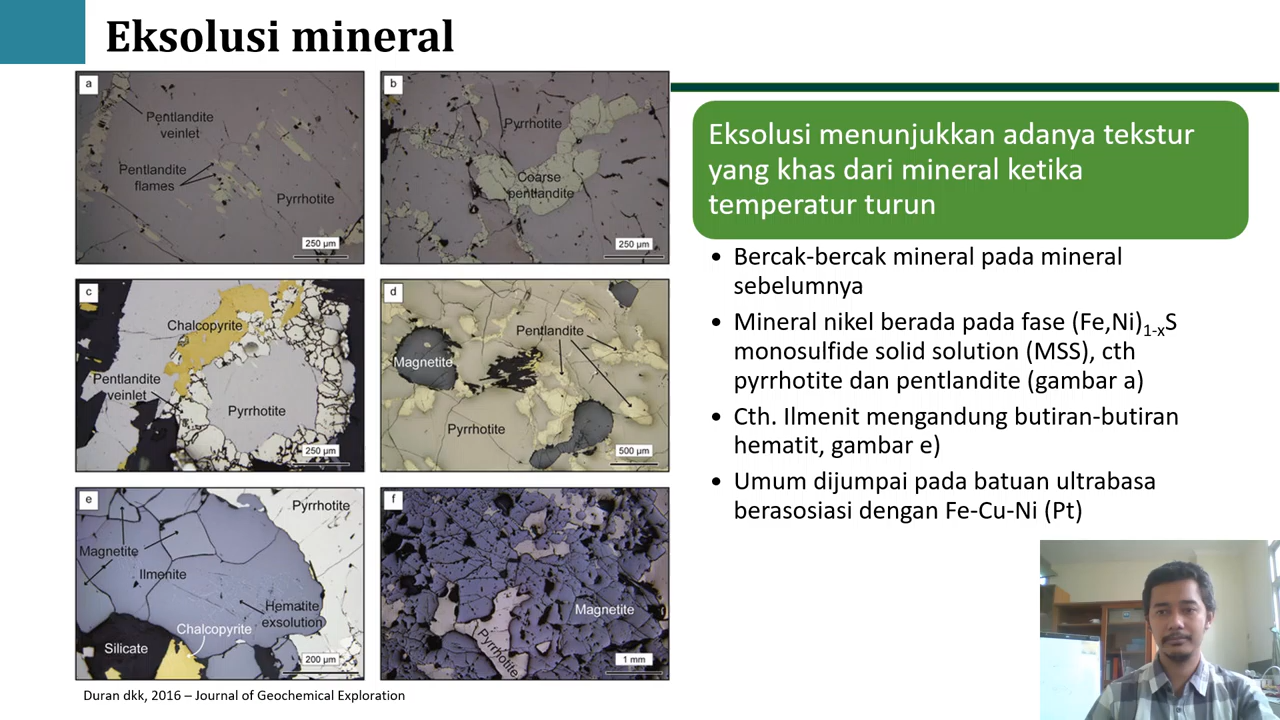 Eksolusi mineral
a
Pentlandite
veinlet
Pentlandite
flames
Pyrrhotite
250 µm
b
Pyrrhotite
Coarse
pentlandite
250 µm
c
Chalcopyrite
Pentlandite
veinlet
Pyrrhotite
250 µm
d
Pentlandite
Magnetite
Pyrrhotite
500 µm
e
Pyrrhotite
Magnetite
Ilmenite
Hematite
exsolution
Chalcopyrite
Silicate
200 µm
f
Magnetite
Pyrrhotite
1 mm
Duran dkk, 2016 – Journal of Geochemical Exploration
Eksolusi menunjukkan adanya tekstur
yang khas dari mineral ketika
temperatur turun
• Bercak-bercak mineral pada mineral
sebelumnya
• Mineral nikel berada pada fase (Fe,Ni)1-xS
monosulfide solid solution (MSS), cth
pyrrhotite dan pentlandite (gambar a)
• Cth. Ilmenit mengandung butiran-butiran
hematit, gambar e)
• Umum dijumpai pada batuan ultrabasa
berasosiasi dengan Fe-Cu-Ni (Pt)